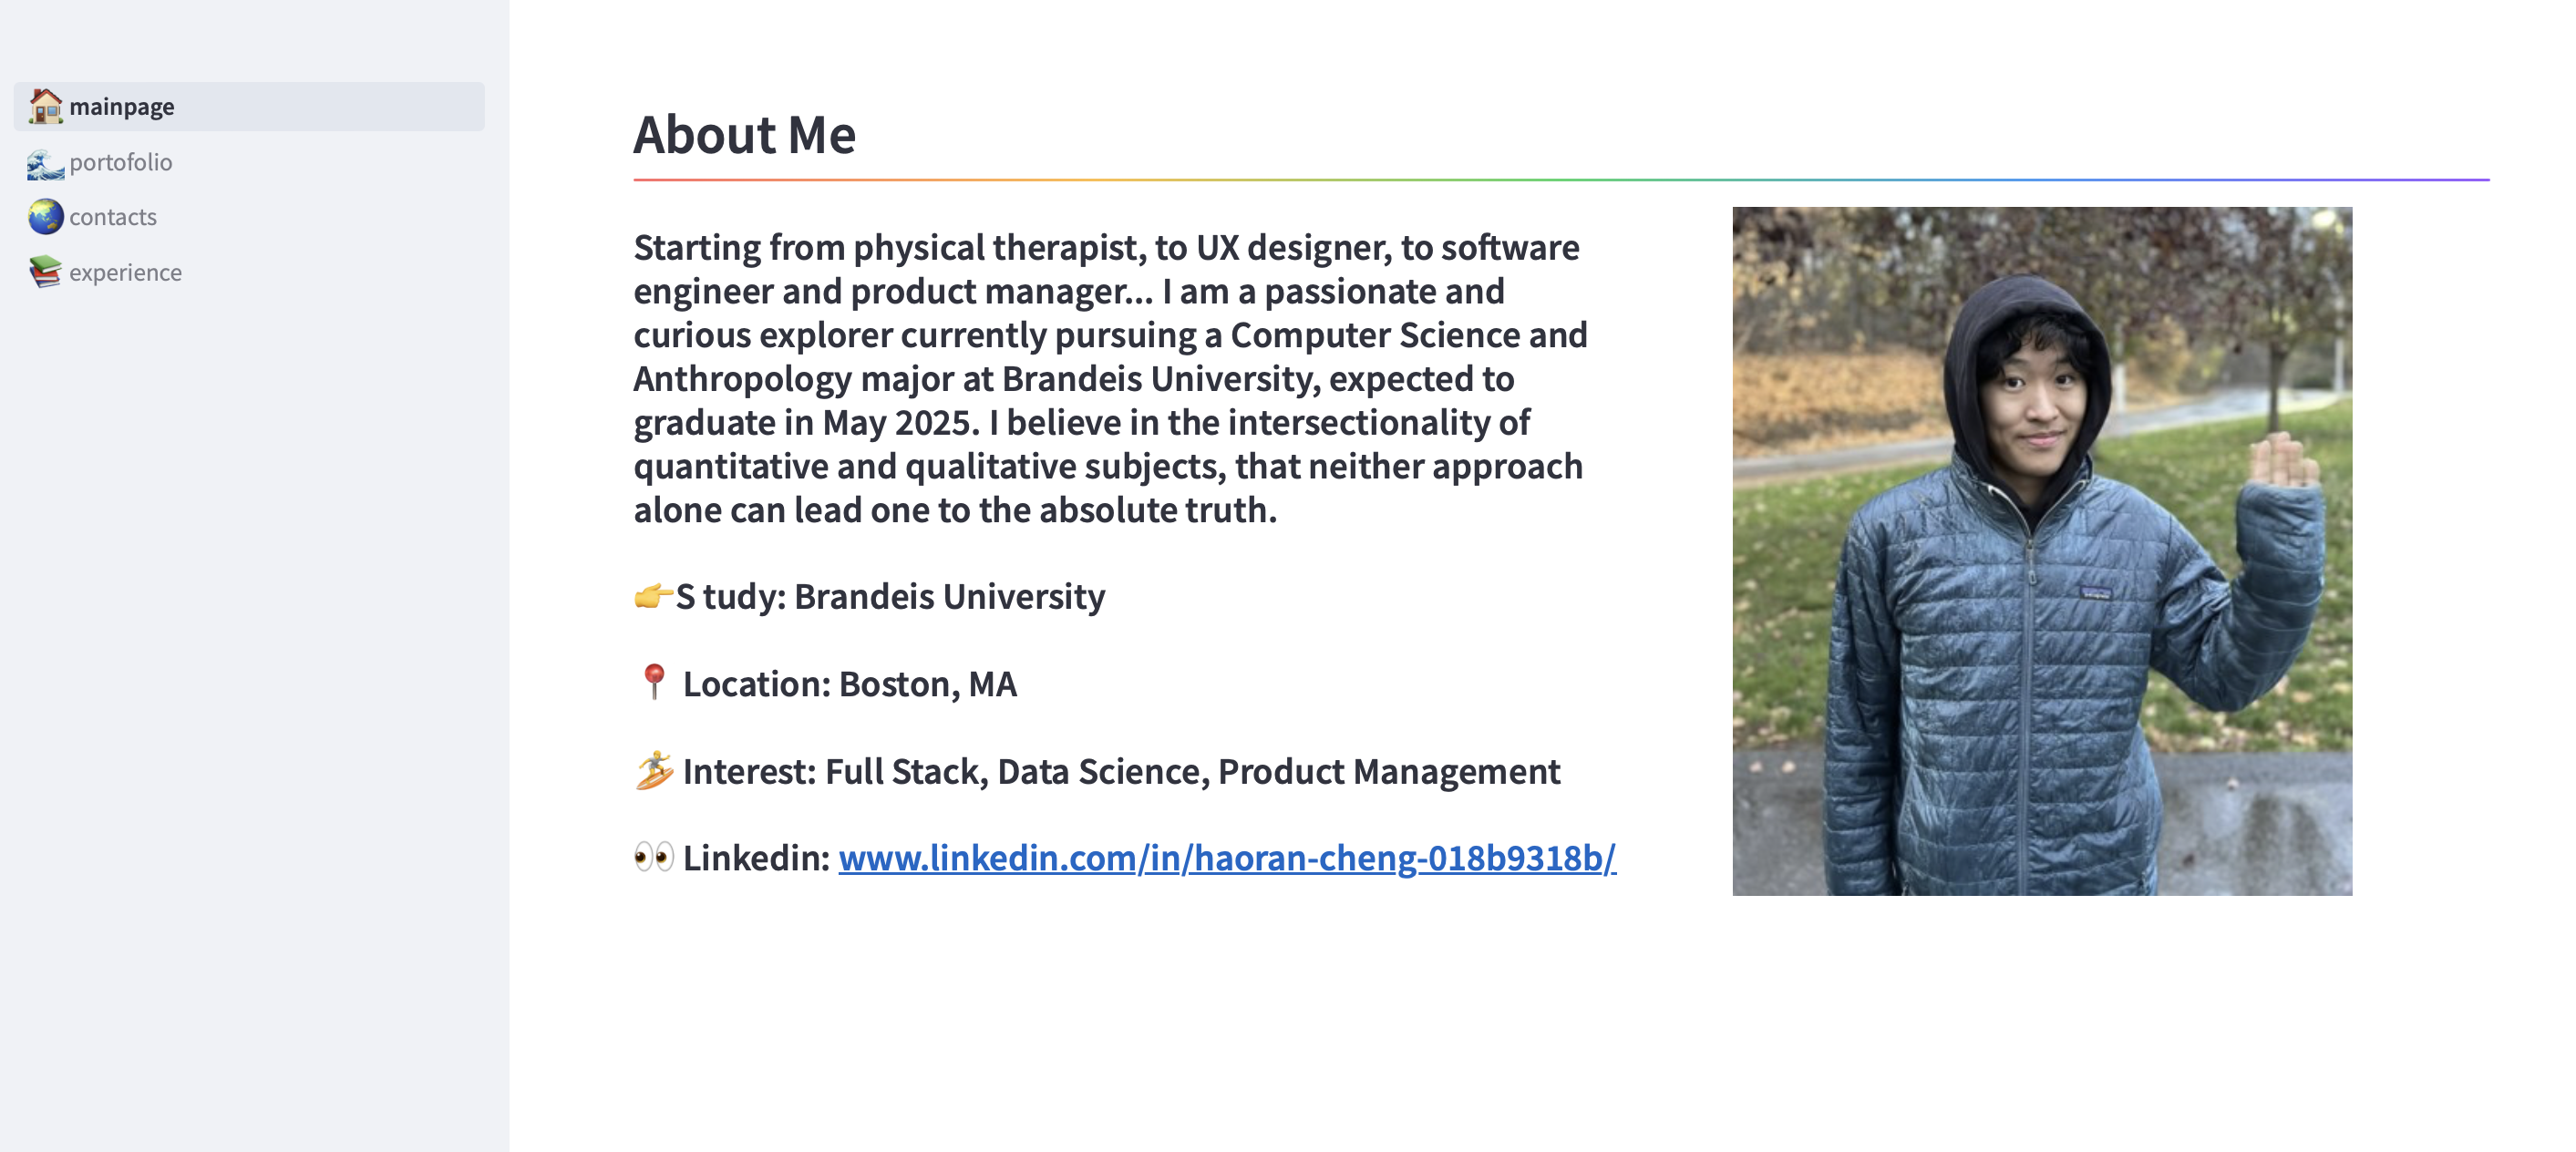 mainpage
portofolio
contacts
experience
About Me
Starting from physical therapist, to UX designer, to software
engineer and product manager... I am a passionate and
curious explorer currently pursuing a Computer Science and
Anthropology major at Brandeis University, expected to
graduate in May 2025. I believe in the intersectionality of
quantitative and qualitative subjects, that neither approach
alone can lead one to the absolute truth.
👉S tudy: Brandeis University
📍 Location: Boston, MA
🏄 Interest: Full Stack, Data Science, Product Management
👀 Linkedin: www.linkedin.com/in/haoran-cheng-018b9318b/